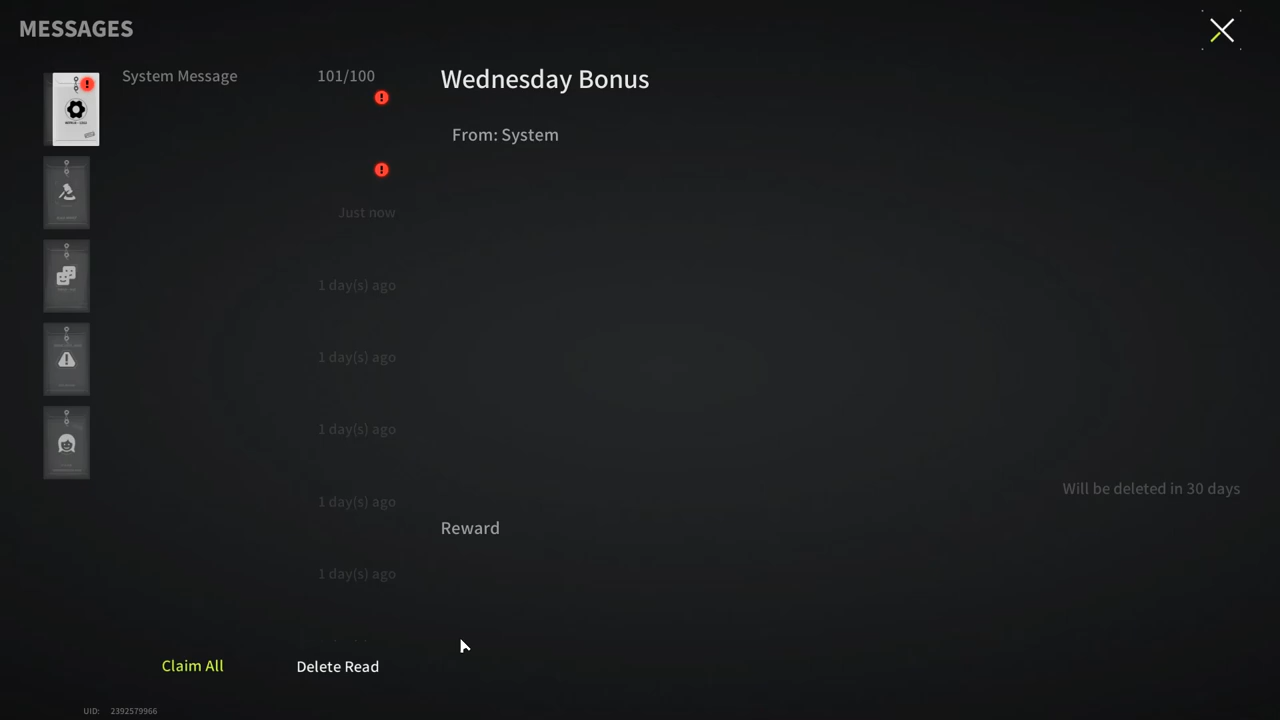 MESSAGES
System Message 101/100
Wednesday Bonus
From: System
Just now
1 day(s) ago
1 day(s) ago
1 day(s) ago
1 day(s) ago
Will be deleted in 30 days
Reward
1 day(s) ago
Claim All
Delete Read
UID: 2392579966